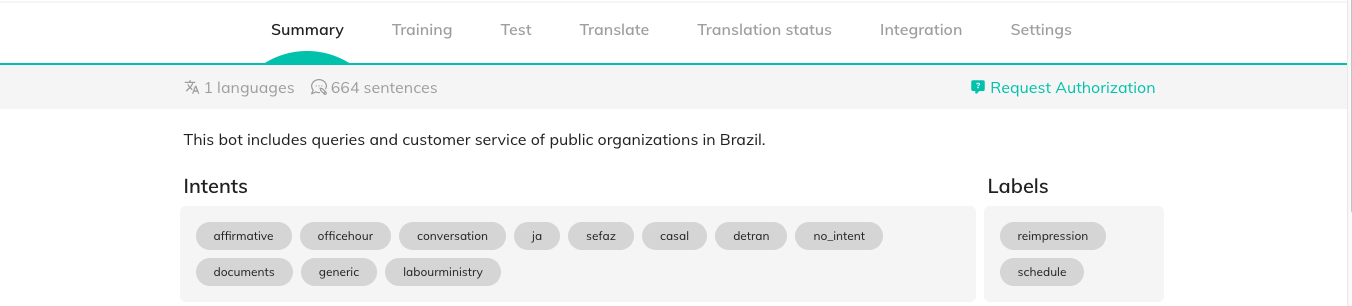 Summary Training Test Translate Translation status Integration Settings
1 languages 664 sentences Request Authorization
This bot includes queries and customer service of public organizations in Brazil.
Intents
affirmative officehour conversation ja sefaz casal detran no_intent
documents generic labourministry
Labels
reimpression
schedule